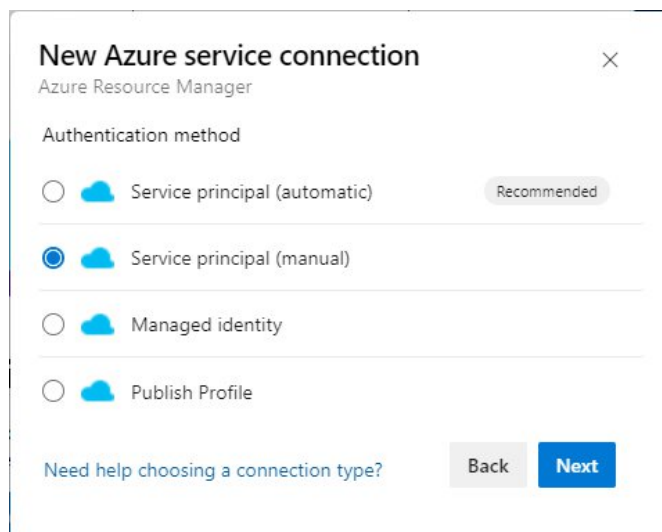 New Azure service connection
Azure Resource Manager
Authentication method
Service principal (automatic) Recommended
Service principal (manual)
Managed identity
Publish Profile
Need help choosing a connection type? Back Next